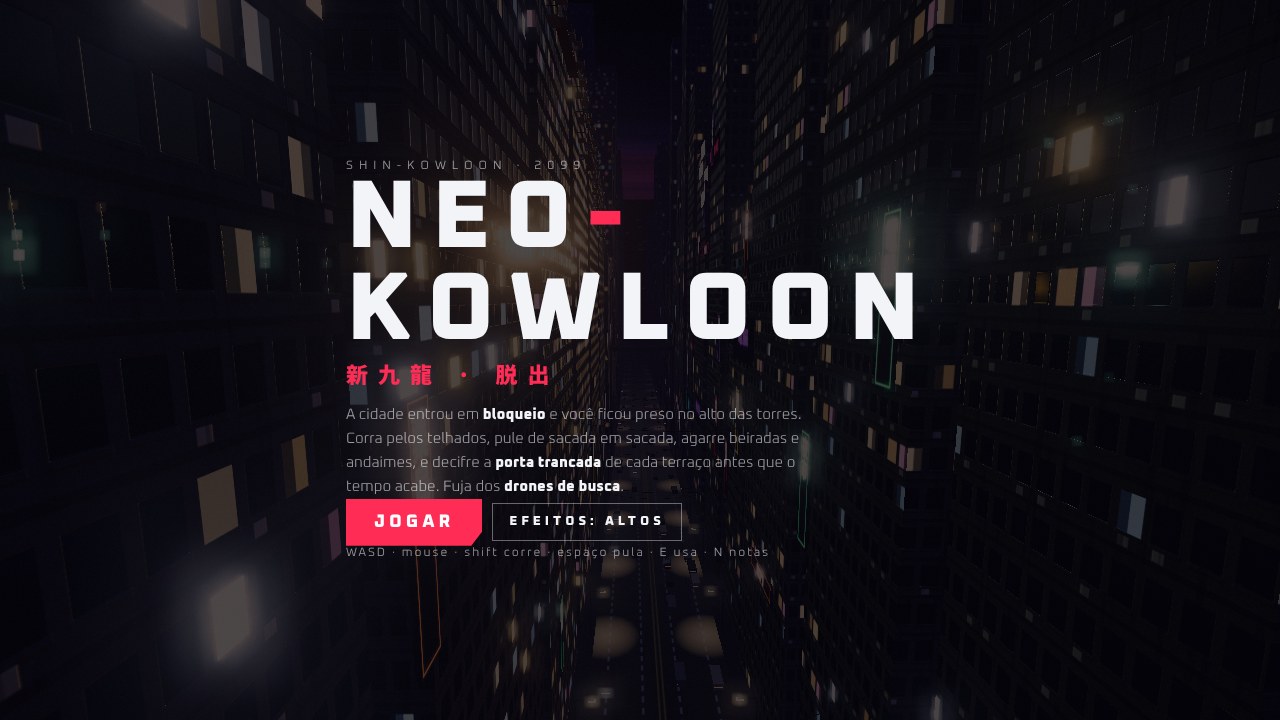 SHIN-KOWLOON · 2099
NEO-
KOWLOON
新九龍 · 脱出
A cidade entrou em bloqueio e você ficou preso no alto das torres.
Corra pelos telhados, pule de sacada em sacada, agarre beiradas e
andaimes, e decifre a porta trancada de cada terraço antes que o
tempo acabe. Fuja dos drones de busca.
JOGAR
EFEITOS: ALTOS
WASD · mouse · shift corre · espaço pula · E usa · N notas